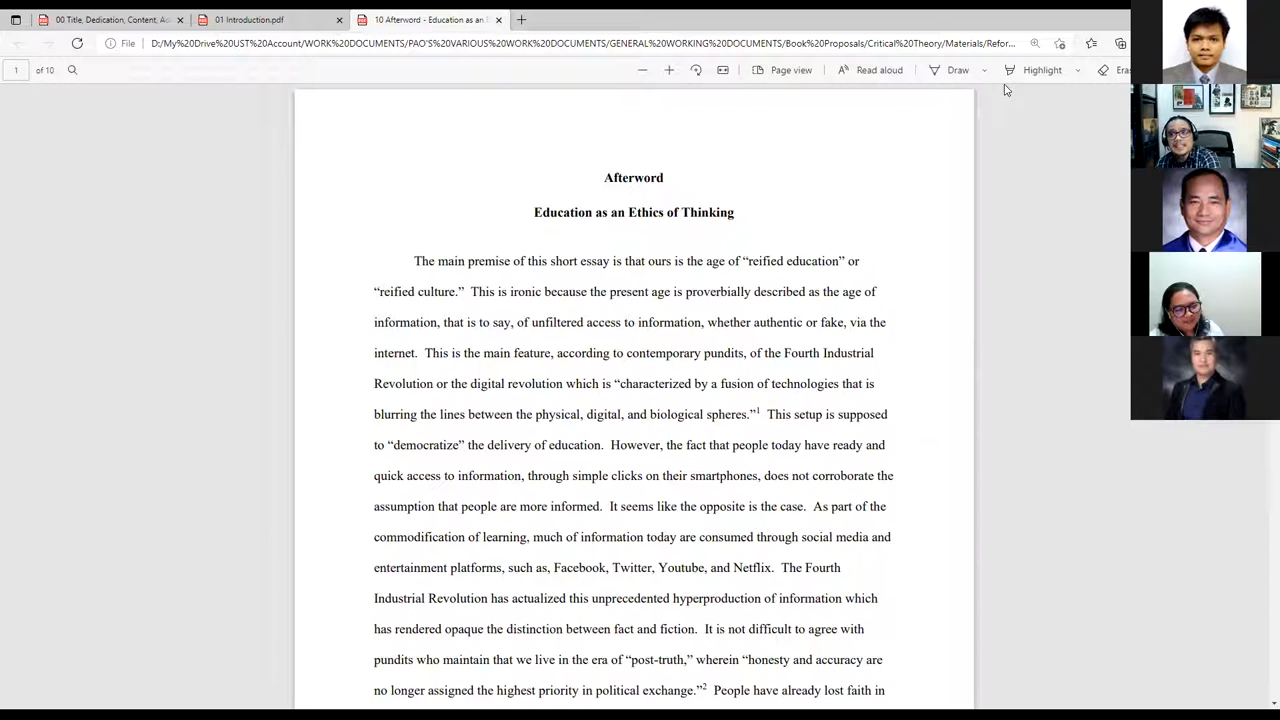 00 Title, Dedication, Content, A
01 Introduction.pdf
10 Afterword - Education as an E
File
D:/My%20Drive%20UST%20Account/WORK%20DOCUMENTS/PAQ's%20VARIOUS%20WORK%20DOCUMENTS/GENERAL%20WORKING%20DOCUMENTS/Book%20Proposals/Critical%20Theory/Materials/Refor...
1 of 10
Page view
Read aloud
Draw
Highlight
Eras
Afterword
Education as an Ethics of Thinking
The main premise of this short essay is that ours is the age of “reified education” or
“reified culture.” This is ironic because the present age is proverbially described as the age of
information, that is to say, of unfiltered access to information, whether authentic or fake, via the
internet. This is the main feature, according to contemporary pundits, of the Fourth Industrial
Revolution or the digital revolution which is “characterized by a fusion of technologies that is
blurring the lines between the physical, digital, and biological spheres.”1 This setup is supposed
to “democratize” the delivery of education. However, the fact that people today have ready and
quick access to information, through simple clicks on their smartphones, does not corroborate the
assumption that people are more informed. It seems like the opposite is the case. As part of the
commodification of learning, much of information today are consumed through social media and
entertainment platforms, such as, Facebook, Twitter, Youtube, and Netflix. The Fourth
Industrial Revolution has actualized this unprecedented hyperproduction of information which
has rendered opaque the distinction between fact and fiction. It is not difficult to agree with
pundits who maintain that we live in the era of “post-truth,” wherein “honesty and accuracy are
no longer assigned the highest priority in political exchange.”2 People have already lost faith in